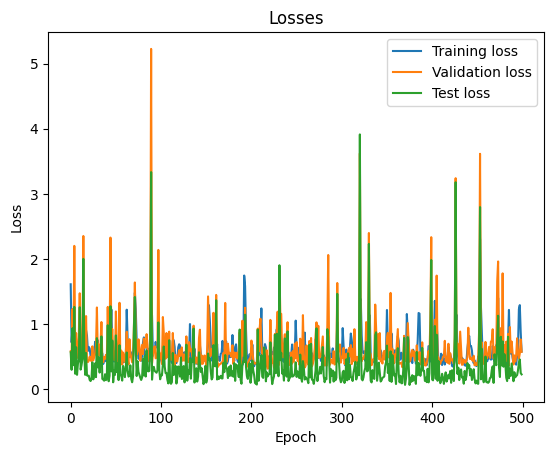 Losses
Training loss
Validation loss
Test loss
5
4
3
2
1
0
Loss
0
100
200
300
400
500
Epoch